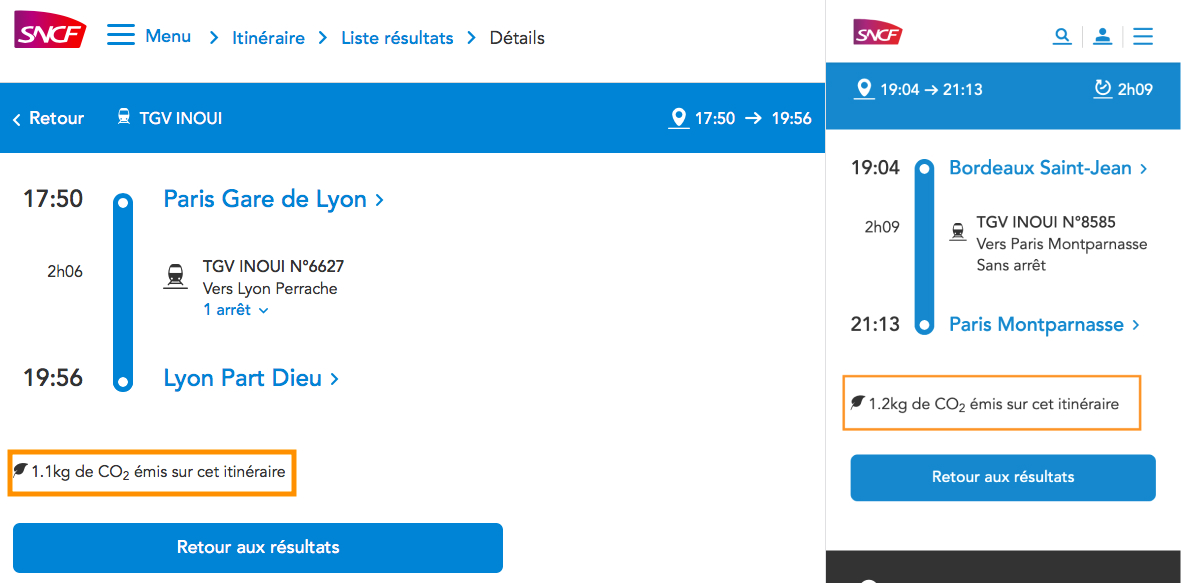 SNCF
Menu > Itinéraire > Liste résultats > Détails
< Retour TGV INOUI 17:50 → 19:56
17:50 Paris Gare de Lyon >
2h06 TGV INOUI N°6627
Vers Lyon Perrache
1 arrêt
19:56 Lyon Part Dieu >
1.1kg de CO₂ émis sur cet itinéraire
Retour aux résultats
SNCF
19:04 → 21:13 2h09
19:04 Bordeaux Saint-Jean >
2h09 TGV INOUI N°8585
Vers Paris Montparnasse
Sans arrêt
21:13 Paris Montparnasse >
1.2kg de CO₂ émis sur cet itinéraire
Retour aux résultats